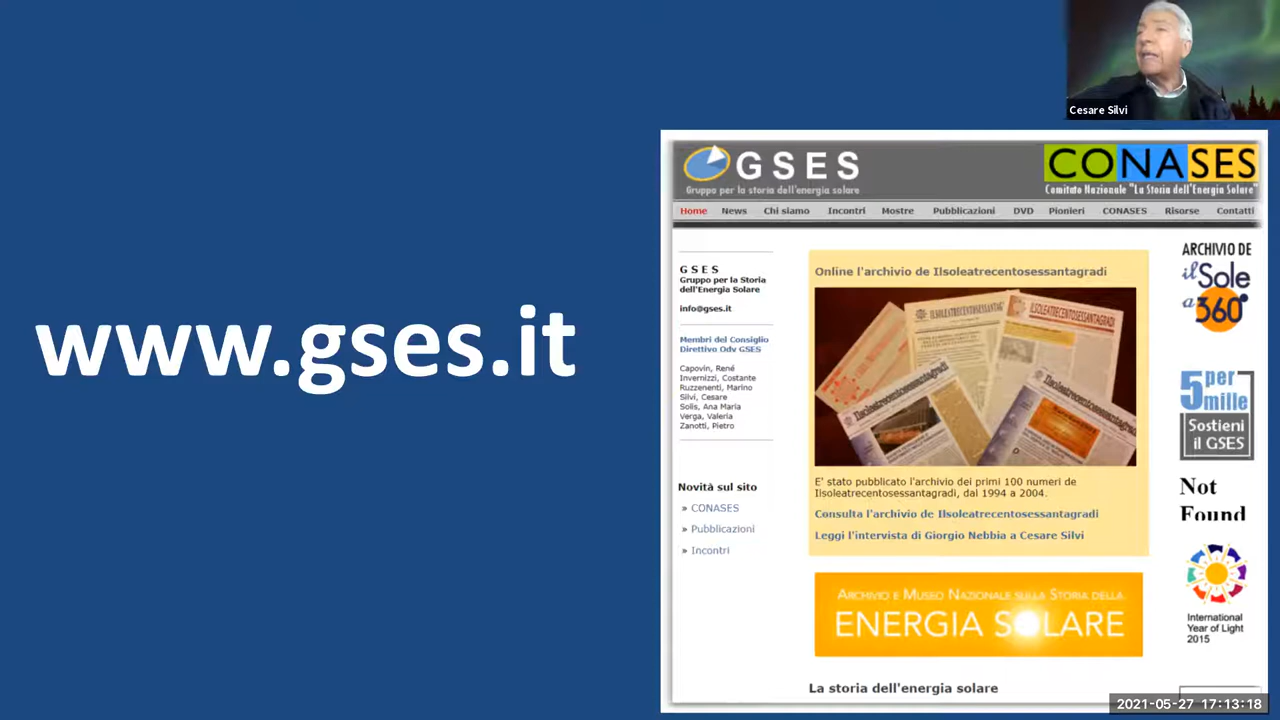 Cesare Silvi
www.gses.it
GSES
Gruppo per la storia dell'energia solare
CONASES
Comitato Nazionale "La Storia dell'Energia Solare"
Home News Chi siamo Incontri Mostre Pubblicazioni DVD Pionieri CONASES Risorse Contatti
G S E S
Gruppo per la Storia
dell'Energia Solare
info@gses.it
Membri del Consiglio
Direttivo Odv GSES
Capovin, René
Invernizzi, Costante
Ruzzenenti, Marino
Silvi, Cesare
Solis, Ana Maria
Verga, Valeria
Zanotti, Pietro
Novità sul sito
» CONASES
» Pubblicazioni
» Incontri
Online l'archivio de Ilsoleatrecentosessantagradi
ILSOLEATRECENTOSESSANTAG
ILSOLEATRECENTOSESSANTAGRADI
Ilsoleatrecentosessantagradi
E' stato pubblicato l'archivio dei primi 100 numeri de
Ilsoleatrecentosessantagradi, dal 1994 a 2004.
Consulta l'archivio de Ilsoleatrecentosessantagradi
Leggi l'intervista di Giorgio Nebbia a Cesare Silvi
ARCHIVIO E MUSEO NAZIONALE SULLA STORIA DELLA
ENERGIA SOLARE
La storia dell'energia solare
ARCHIVIO DE
il Sole
a 360°
5 per
mille
Sostieni
il GSES
Not
Found
International
Year of Light
2015
2021-05-27 17:13:18